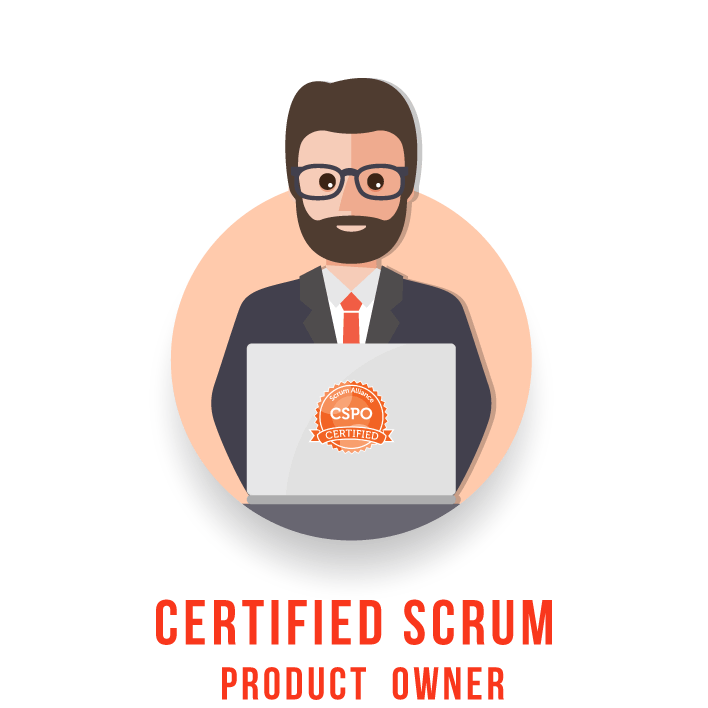 Scrum Alliance
CSPO
CERTIFIED
CERTIFIED SCRUM
PRODUCT OWNER